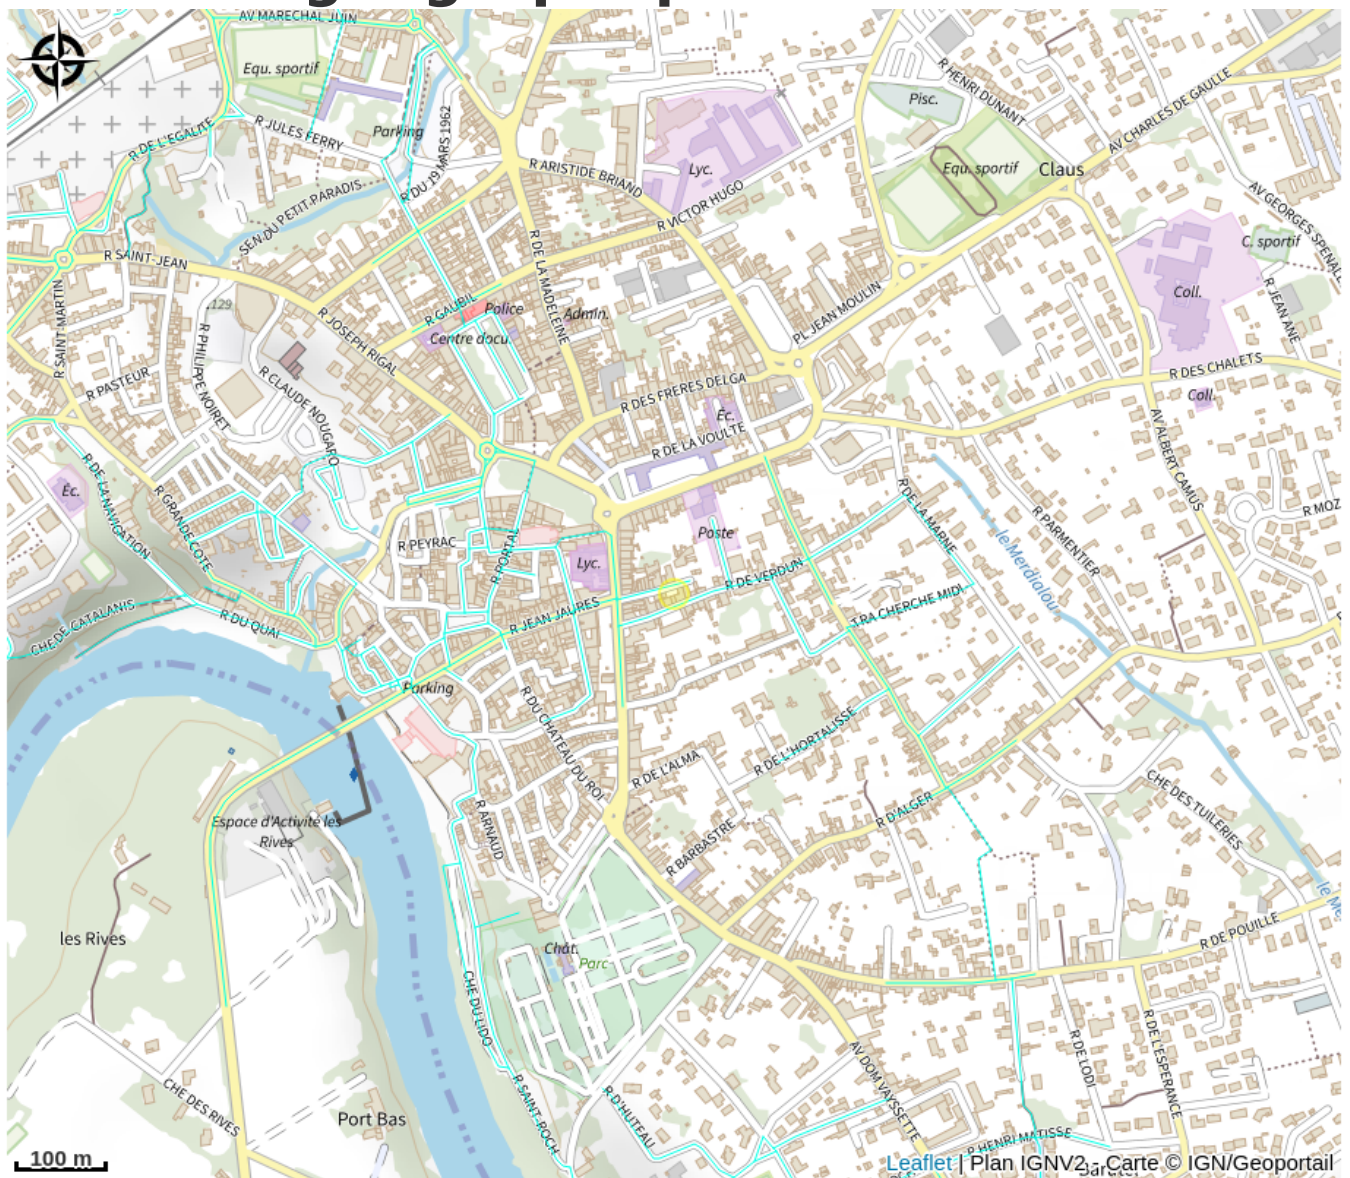 AV MARECHAL JUIN
Equ. sportif
R JULES FERRY
Parking
R DE L'EGALITE
R DU 19 MARS 1962
SEN DU PETIT PARADIS
R SAINT-JEAN
R ARISTIDE BRIAND
Lyc.
R VICTOR HUGO
Pisc.
R HENRI DUNANT
Equ. sportif
Claus
AV CHARLES DE GAULLE
AV GEORGES SPENALE
C. sportif
Coll.
R JEAN ANE
R SAINT-MARTIN
.129
R PHILIPPE NOIRET
R JOSEPH RIGAL
R GAUBIL
Police
Centre docu.
R DE LA MADELEINE
Admin.
PL JEAN MOULIN
R PASTEUR
R CLAUDE NOUGARO
R DES FRÈRES DELGA
Éc.
R DE LA VOULTE
R DES CHALETS
Coll.
AV ALBERT CAMUS
Éc.
R DE LA NAVIGATION
R GRANDE COTE
R PEYRAC
R PORTAL
Lyc.
Poste
R DE VERDUN
R DE LA MARNE
le Merdialou
R PARMENTIER
R MOZ
TRA CHERCHE MIDI
CHE DE CATALANIS
R DU QUAI
R JEAN JAURES
Parking
R DU CHATEAU DU ROI
R DE L'ALMA
R DE L'HORTALISSE
R D'ALGER
CHE DES TUILERIES
Espace d'Activité les
Rives
R ARNAUD
R BARBASTRE
le Me
les Rives
Chât.
Parc
R DE POUILLE
CHE DU LIDO
R SAINT-ROCH
R D'HUTEAU
AV DOM VAYSSETTE
R DE LODI
R DE L'ESPERANCE
CHE DES RIVES
Port Bas
R HENRI MATISSE
100 m
Leaflet | Plan IGNV2 - Carte © IGN/Geoportail